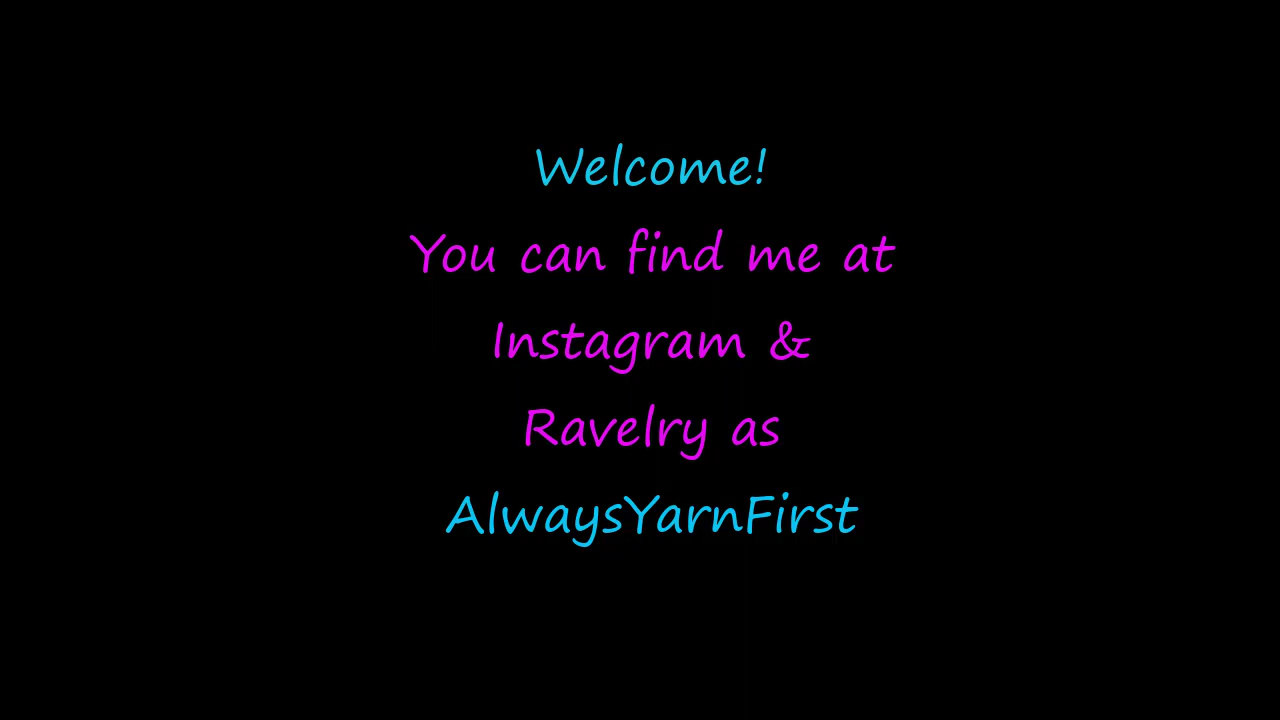 Welcome!
You can find me at
Instagram &
Ravelry as
AlwaysYarnFirst